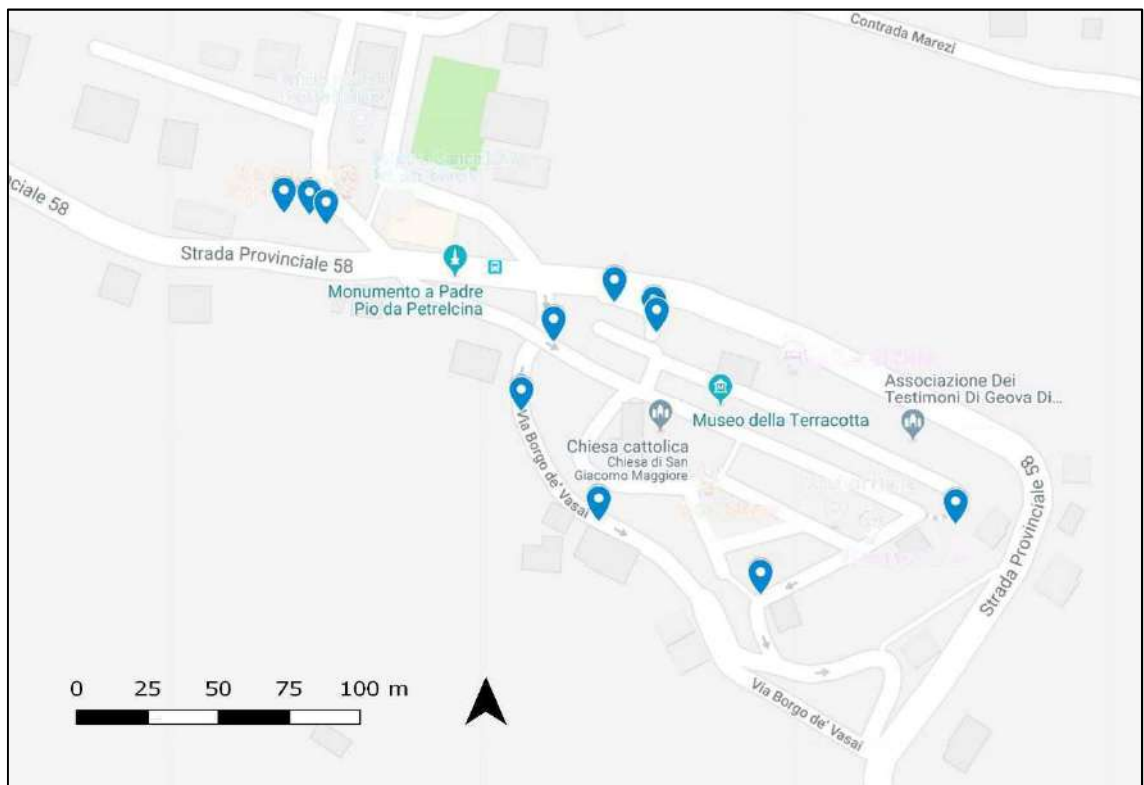 Contrada Marezi
ciale 58
Strada Provinciale 58
Monumento a Padre
Pio da Petrelcina
Associazione Dei
Testimoni Di Geova Di...
Museo della Terracotta
Chiesa cattolica
Chiesa di San
Giacomo Maggiore
Via Borgo de' Vasai
Strada Provinciale 58
Via Borgo de' Vasai
0 25 50 75 100 m